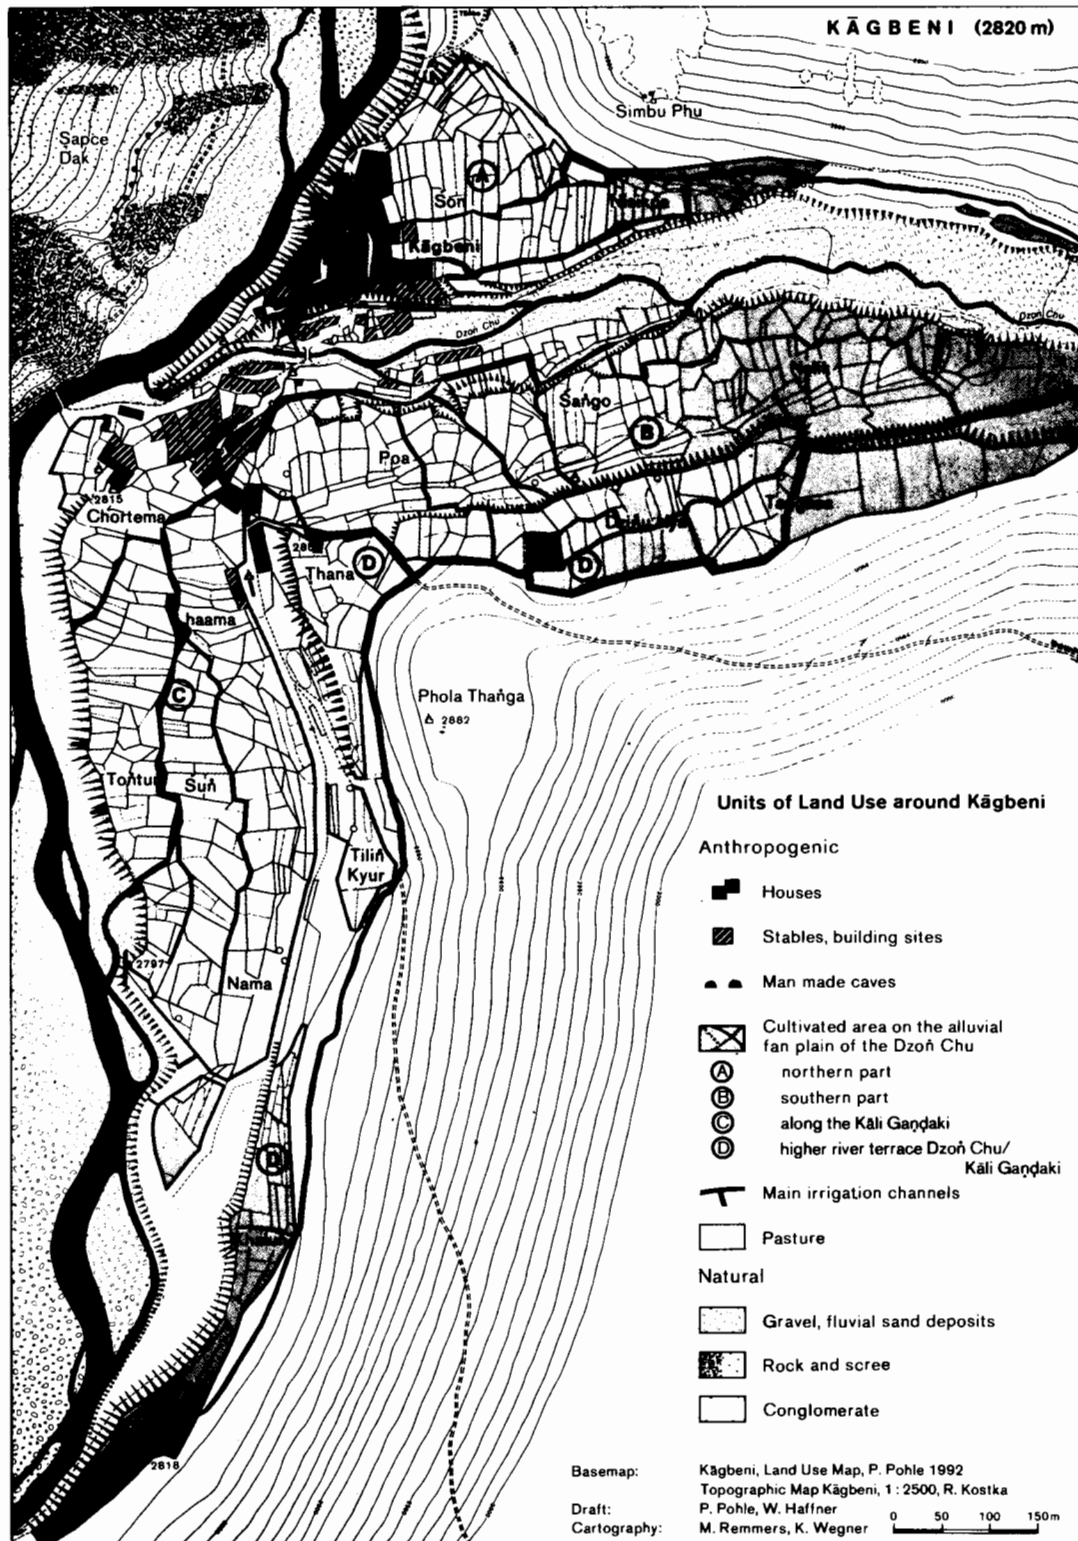 KĀGBENI (2820 m)
Simbu Phu
Sapce
Dak
A
Sön
Kāgbeni
Dzoṅ Chu
Dzoṅ Chu
Saṅgo
B
Ppa
2815
Chortema
Thana
D
D
haama
C
Phola Thaṅga
2882
Toṅtur
Suṅ
Tiliṅ
Kyur
2797
Nama
2818
Units of Land Use around Kāgbeni
Anthropogenic
Houses
Stables, building sites
Man made caves
Cultivated area on the alluvial
fan plain of the Dzoṅ Chu
A northern part
B southern part
C along the Kāli Gaṇḍaki
D higher river terrace Dzoṅ Chu/
Kāli Gaṇḍaki
Main irrigation channels
Pasture
Natural
Gravel, fluvial sand deposits
Rock and scree
Conglomerate
Basemap: Kāgbeni, Land Use Map, P. Pohle 1992
Topographic Map Kāgbeni, 1 : 2500, R. Kostka
Draft: P. Pohle, W. Haffner
Cartography: M. Remmers, K. Wegner
0 50 100 150 m